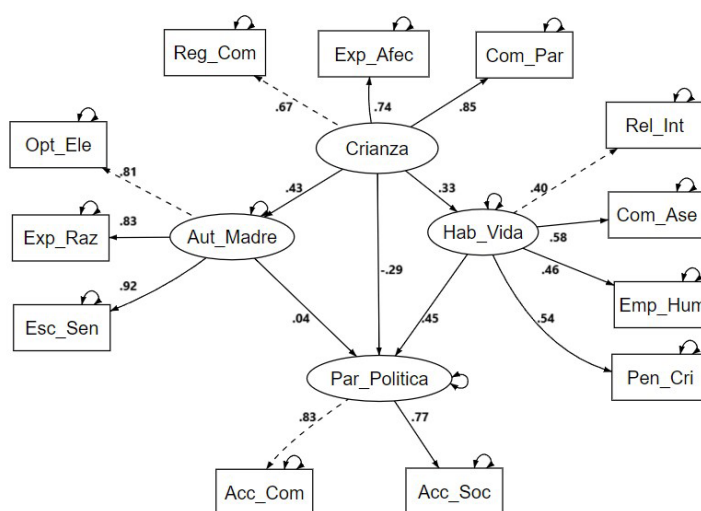 Reg_Com
Exp_Afec
Com_Par
.67
.74
.85
Rel_Int
Opt_Ele
Crianza
.81
.43
.33
.40
Exp_Raz
.83
Aut_Madre
Hab_Vida
.58
Com_Ase
-.29
.46
.92
Emp_Hum
Esc_Sen
.04
.45
.54
Par_Politica
Pen_Cri
.83
.77
Acc_Com
Acc_Soc